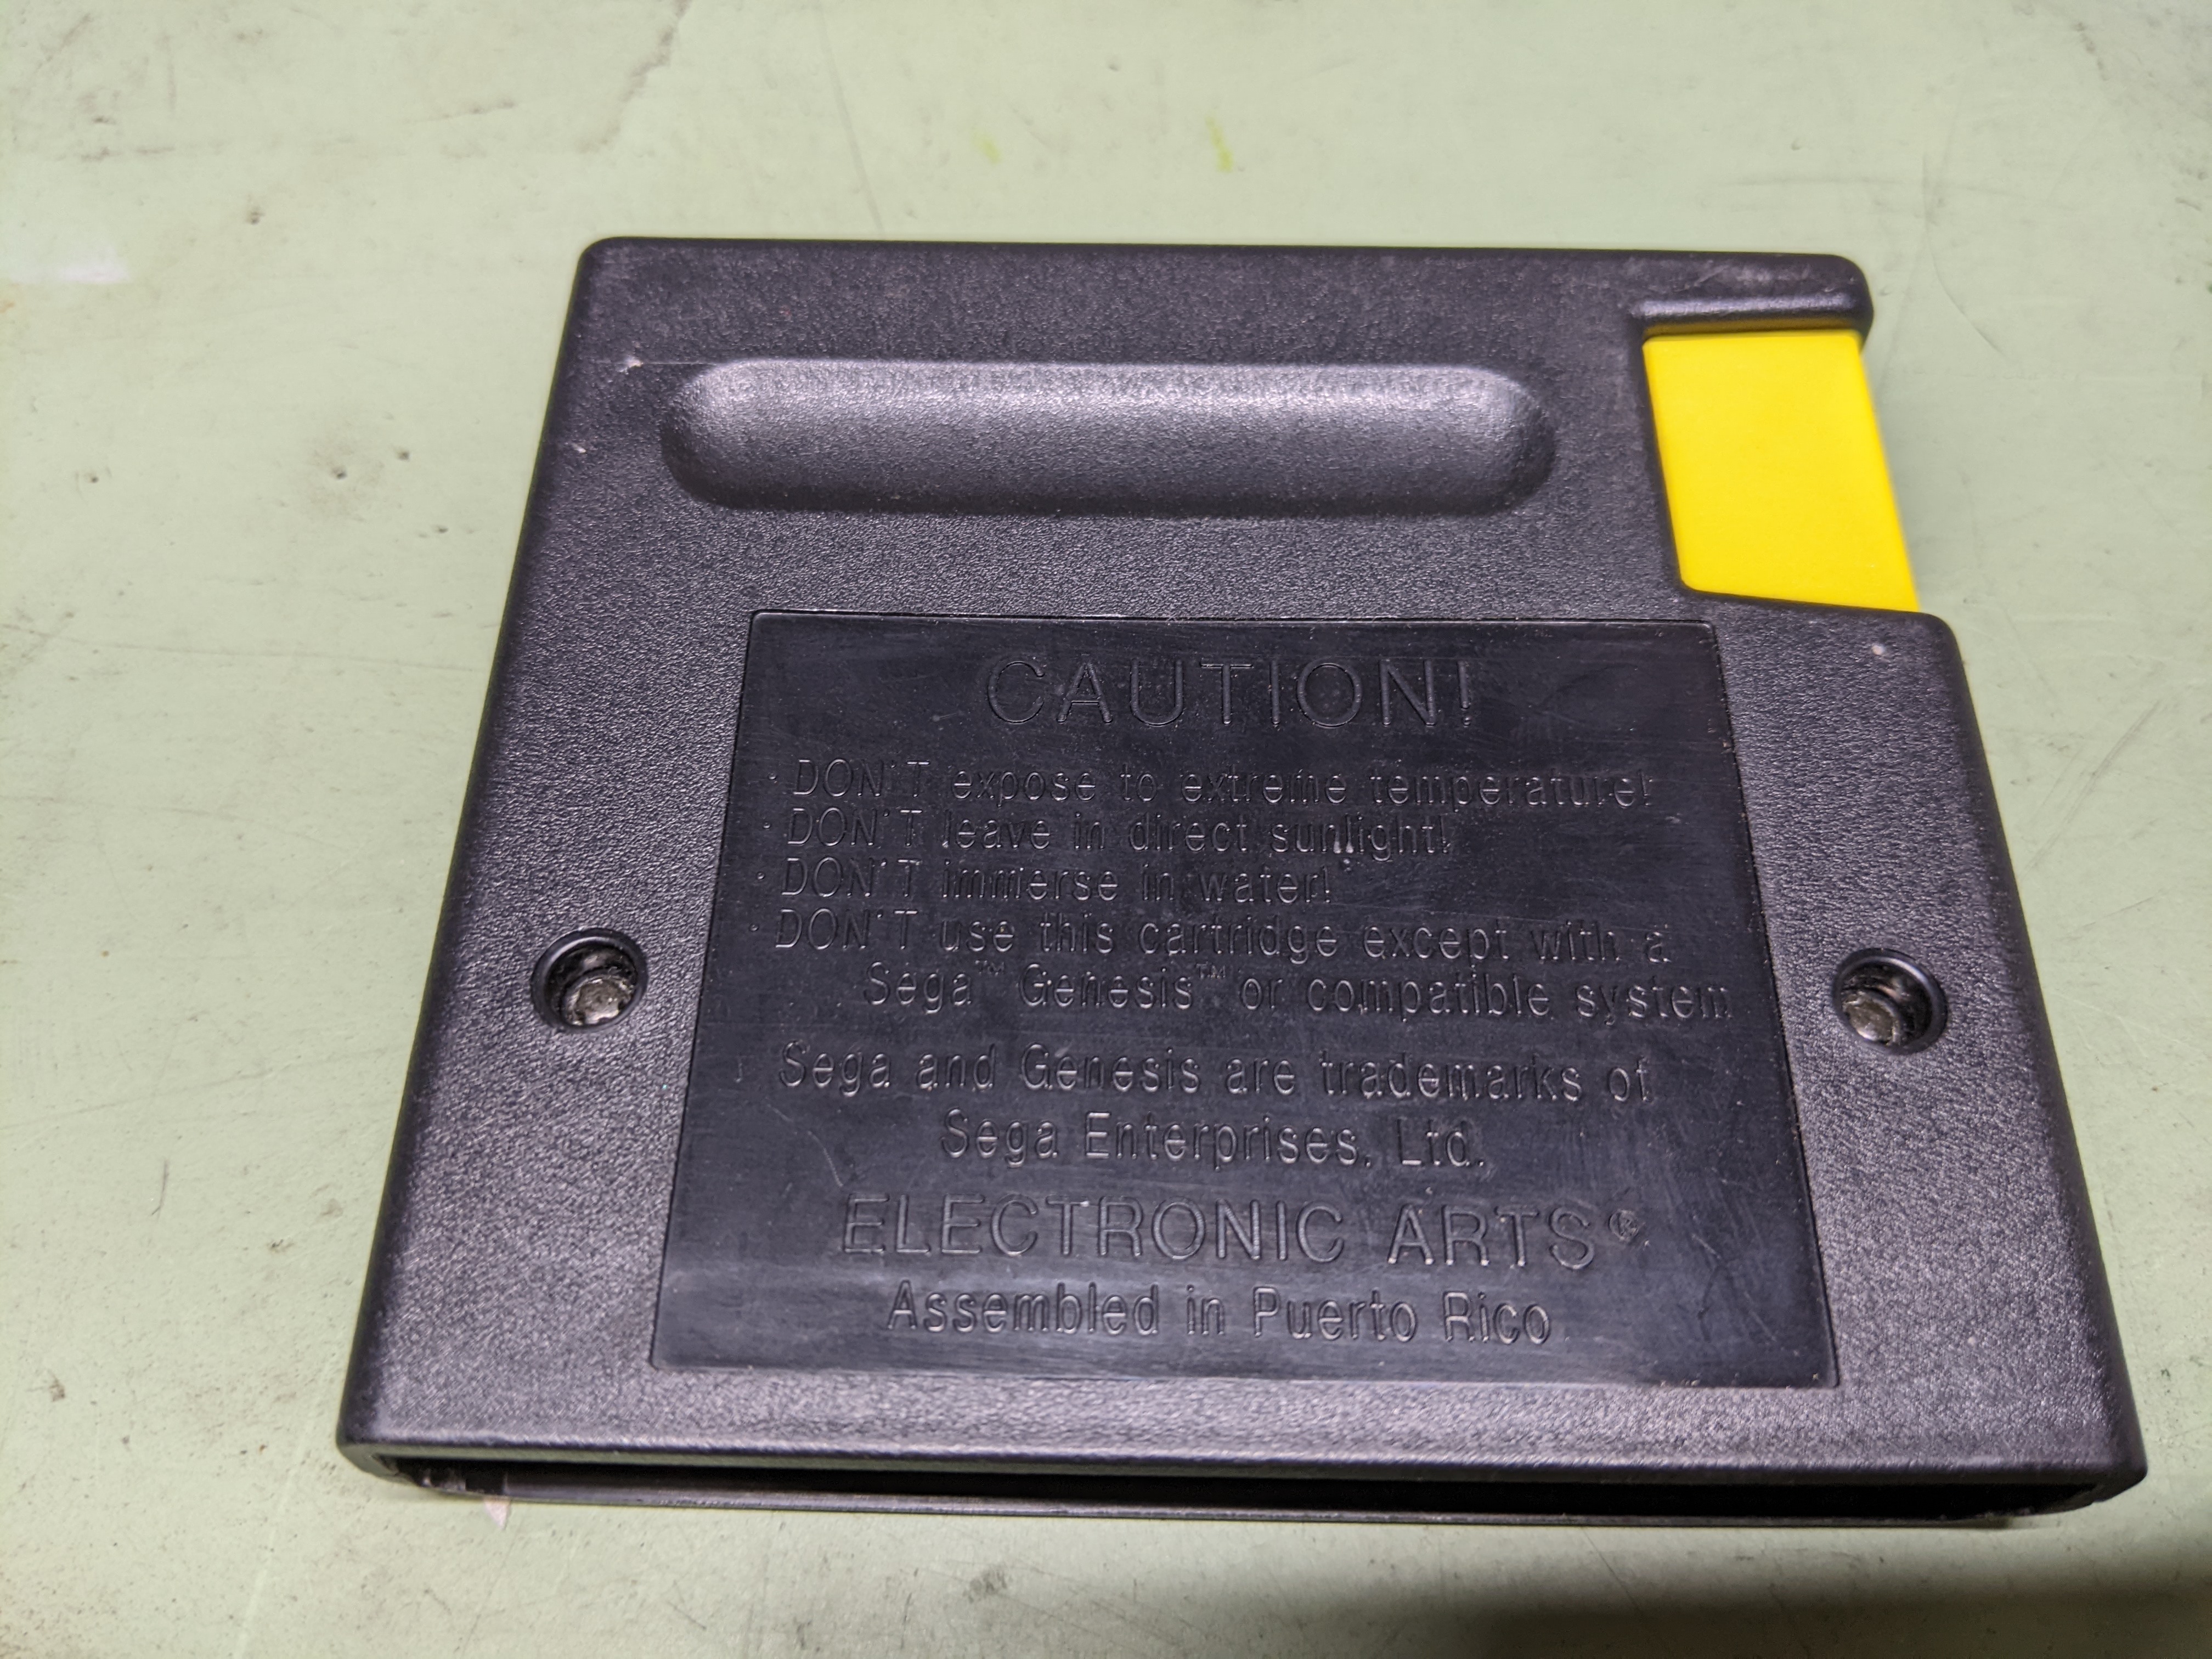 CAUTION!
· DON'T expose to extreme temperature!
· DON'T leave in direct sunlight!
· DON'T immerse in water!
· DON'T use this cartridge except with a
Sega™ Genesis™ or compatible system
Sega and Genesis are trademarks of
Sega Enterprises, Ltd.
ELECTRONIC ARTS®
Assembled in Puerto Rico